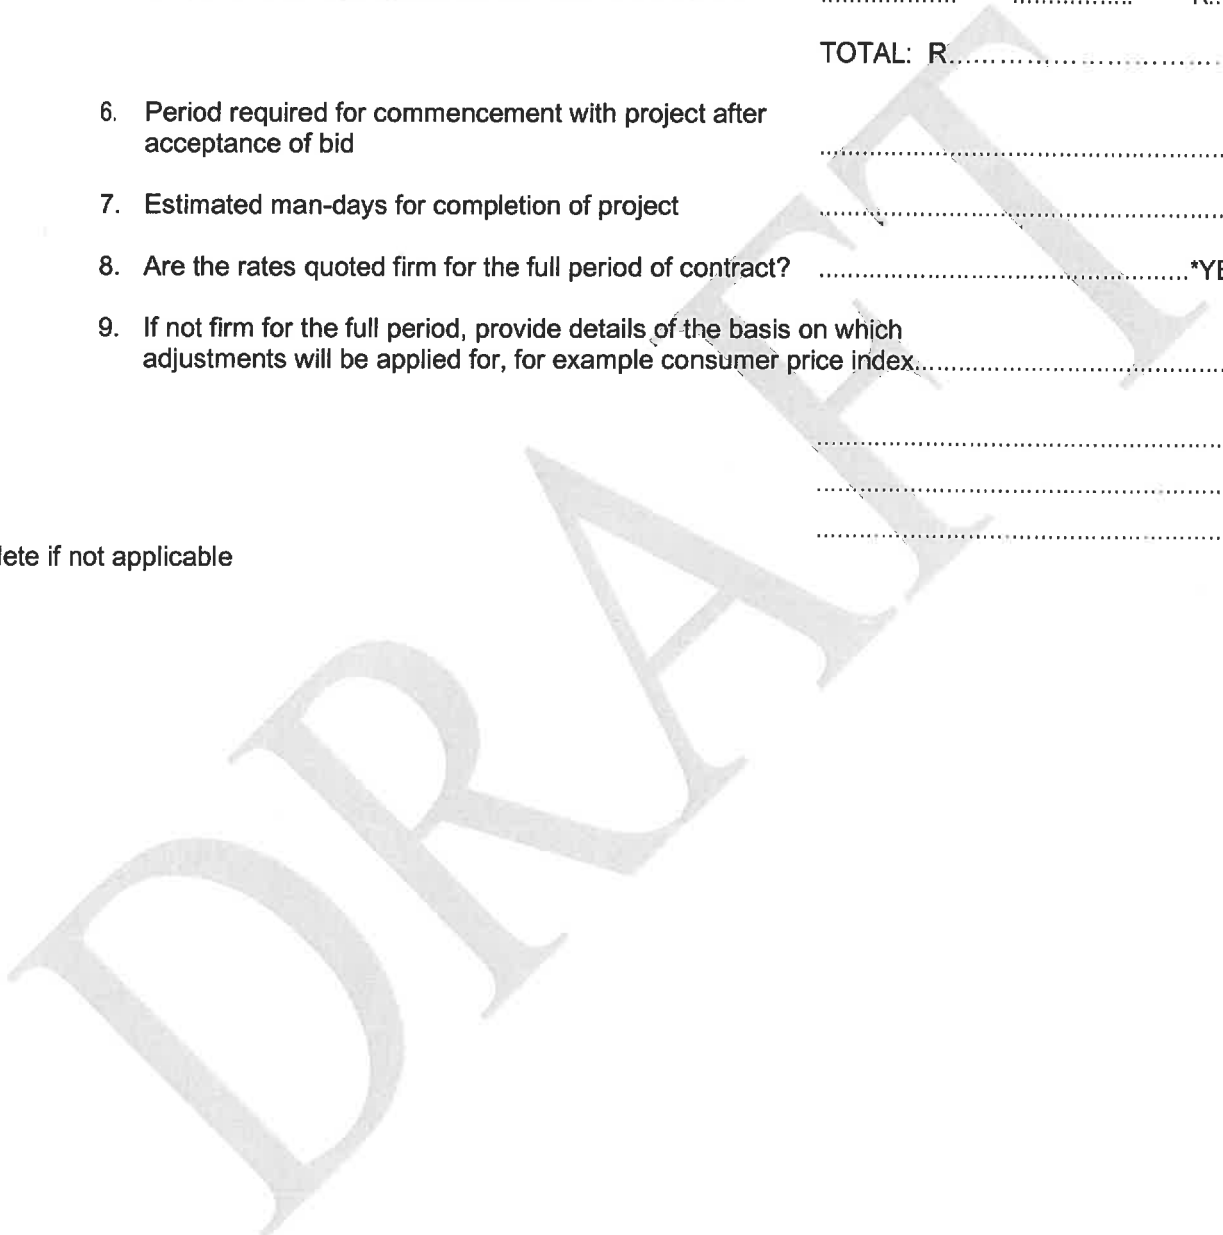 TOTAL: R..........................................
6. Period required for commencement with project after
acceptance of bid ..........................................
7. Estimated man-days for completion of project ..........................................
8. Are the rates quoted firm for the full period of contract? ..........................................*YE
9. If not firm for the full period, provide details of the basis on which
adjustments will be applied for, for example consumer price index..........................................
..........................................
..........................................
..........................................
lete if not applicable
DRAFT